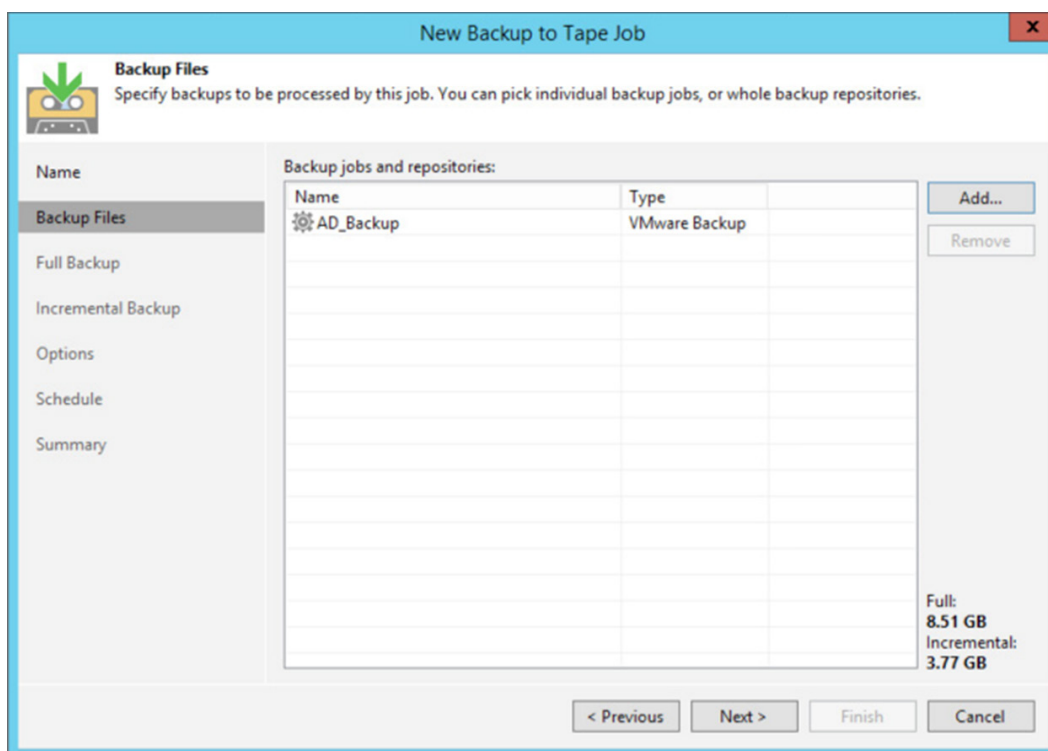 New Backup to Tape Job
x
Backup Files
Specify backups to be processed by this job. You can pick individual backup jobs, or whole backup repositories.
Name
Backup Files
Full Backup
Incremental Backup
Options
Schedule
Summary
Backup jobs and repositories:
Name Type
AD_Backup VMware Backup
Add...
Remove
Full:
8.51 GB
Incremental:
3.77 GB
< Previous Next > Finish Cancel